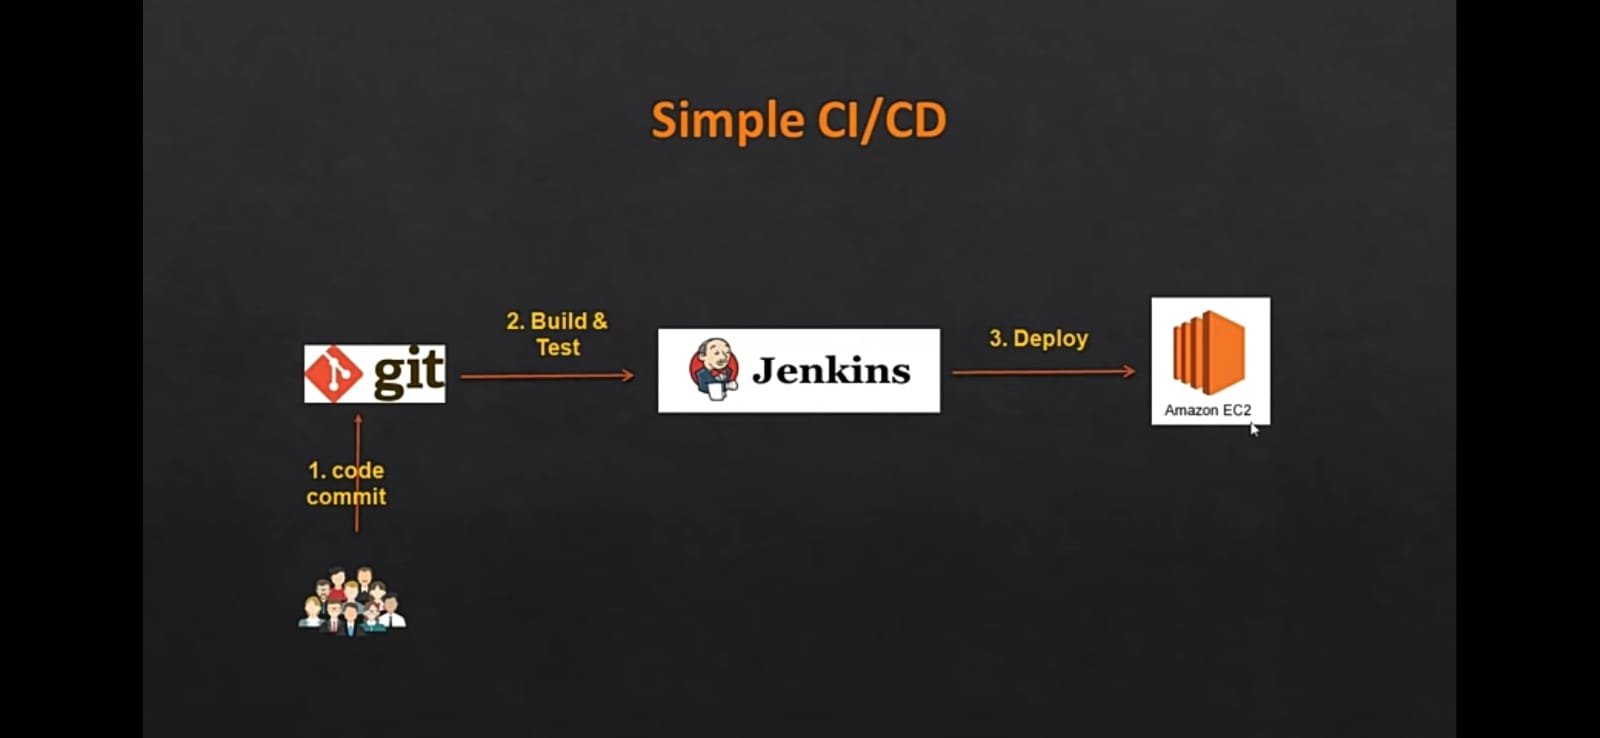 Simple CI/CD
2. Build &
Test
3. Deploy
git
Jenkins
Amazon EC2
1. code
commit